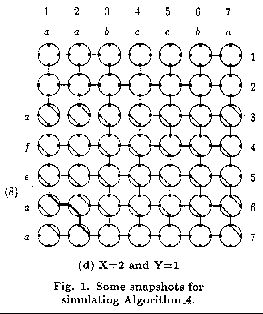 1 2 3 4 5 6 7
a a b c c b a
1
2
a 3
f 4
e 5
(δ)
a 6
a 7
(d) X=2 and Y=1
Fig. 1. Some snapshots for
simulating Algorithm A.